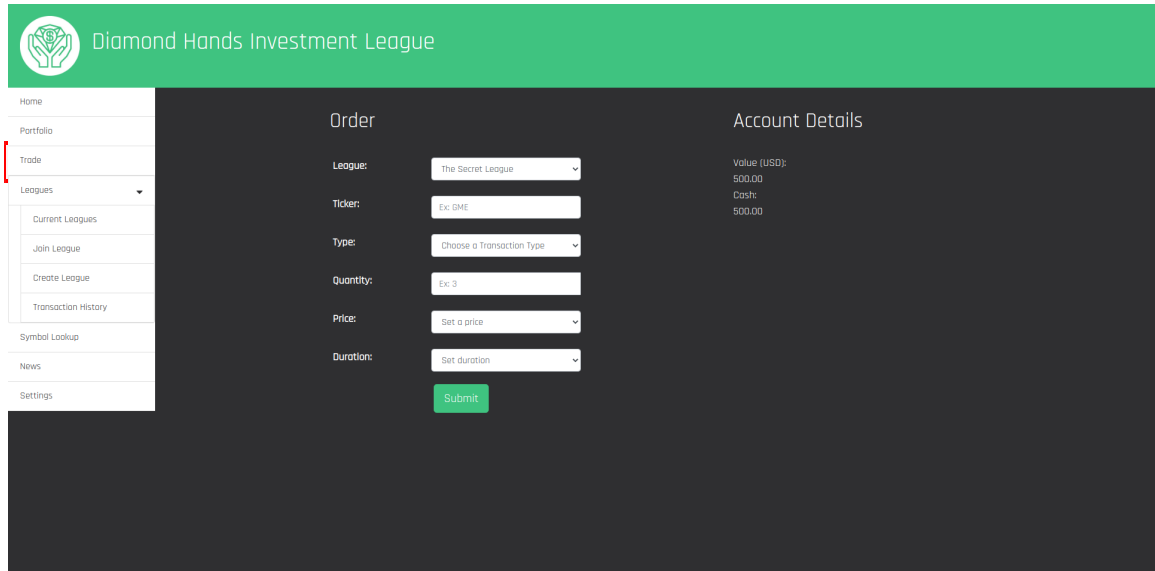 Diamond Hands Investment League
Home
Portfolio
Trade
Leagues
Current Leagues
Join League
Create League
Transaction History
Symbol Lookup
News
Settings
Order
League: The Secret League
Ticker: Ex: GME
Type: Choose a Transaction Type
Quantity: Ex: 3
Price: Set a price
Duration: Set duration
Submit
Account Details
Value (USD):
500.00
Cash:
500.00